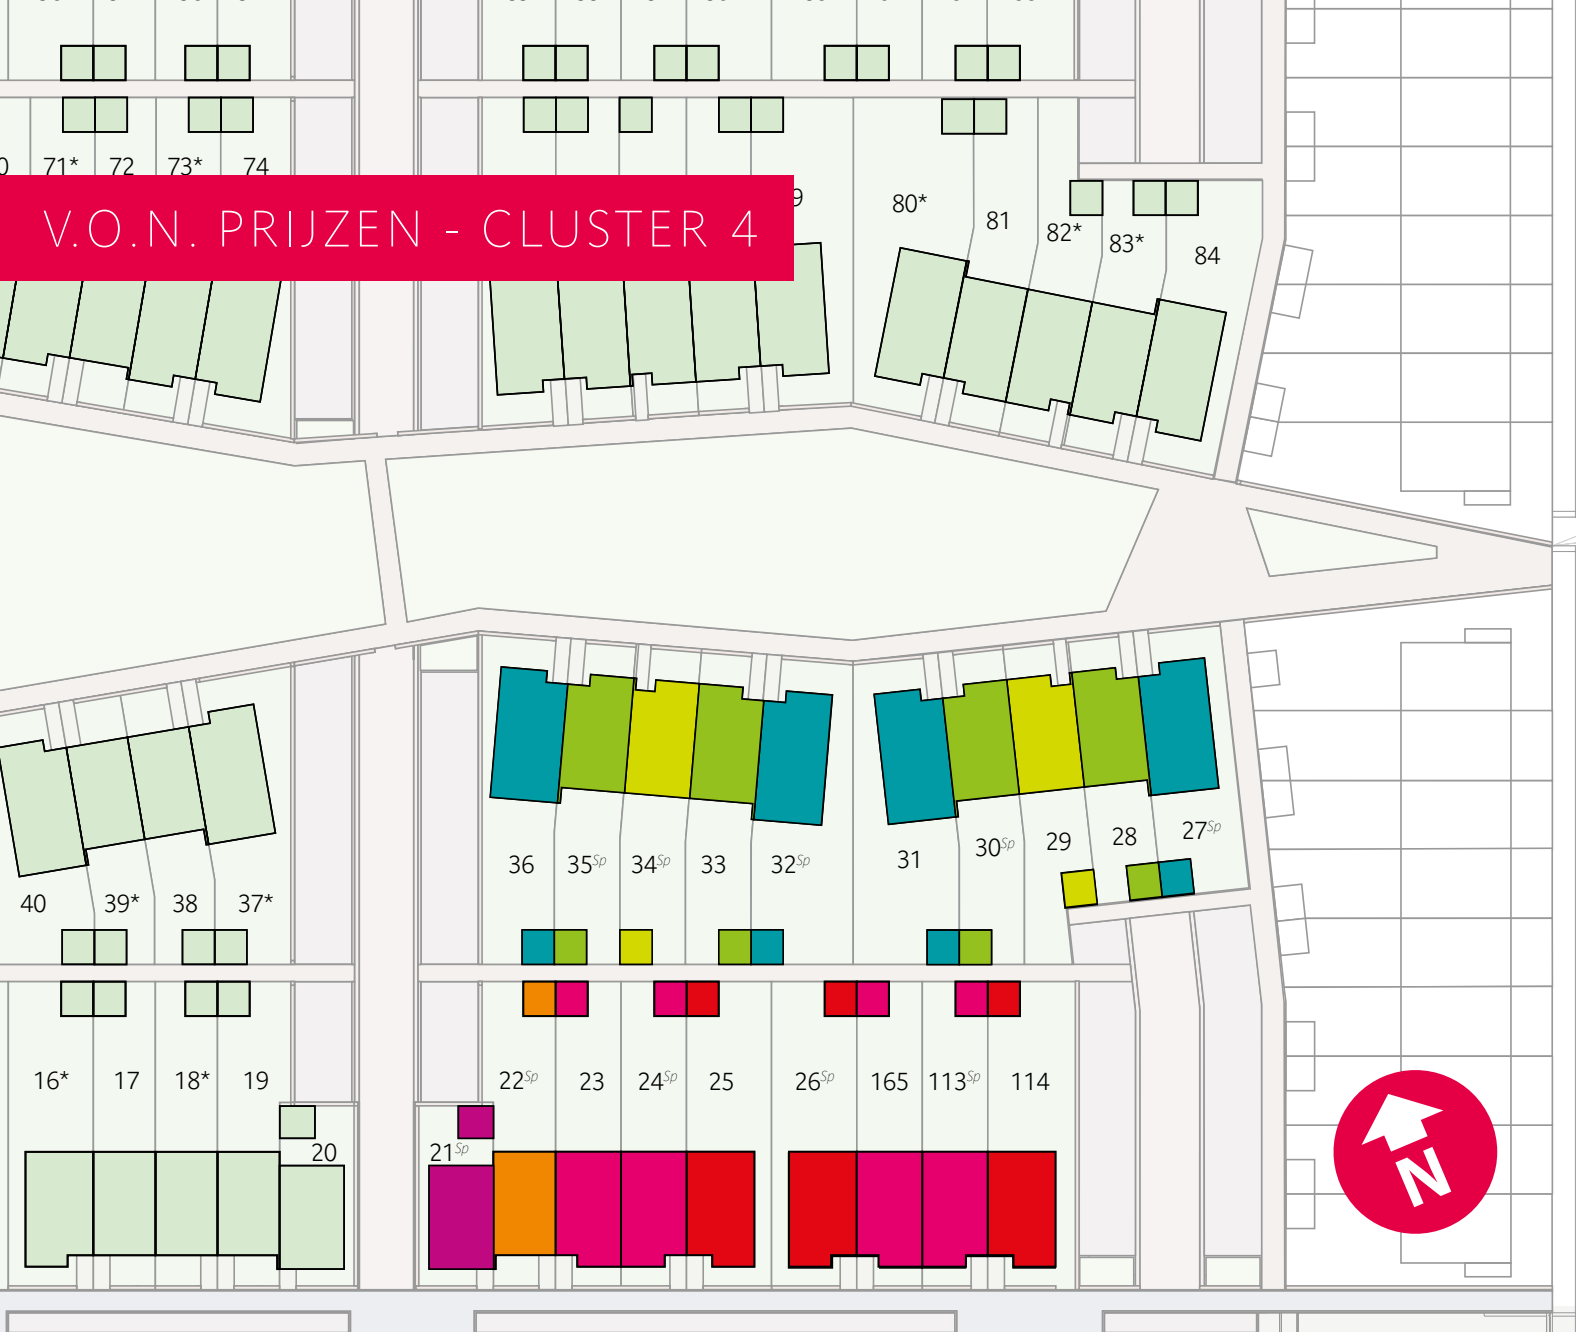 71* 72 73* 74
V.O.N. PRIJZEN - CLUSTER 4
80* 81 82* 83* 84
36 35Sp 34Sp 33 32Sp 31 30Sp 29 28 27Sp
40 39* 38 37*
16* 17 18* 19 22Sp 23 24Sp 25 26Sp 165 113Sp 114
20 21Sp
N